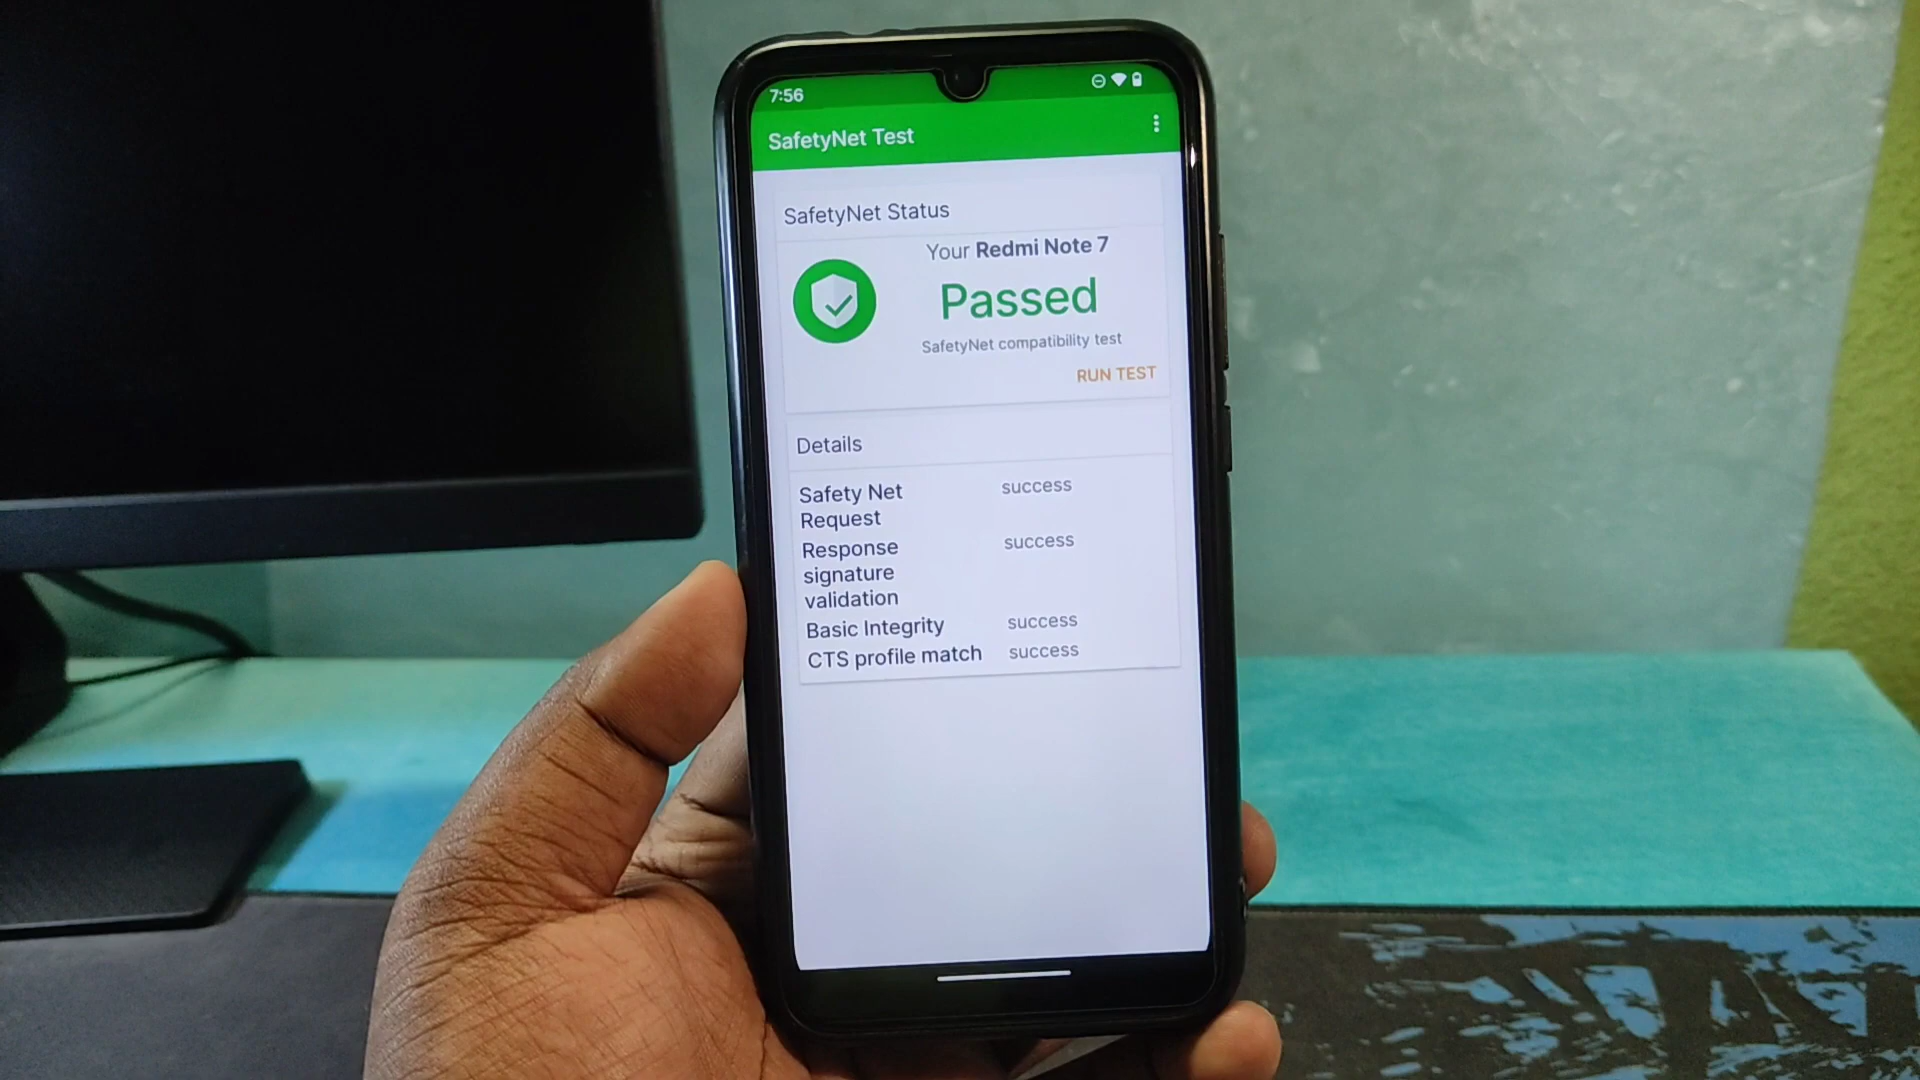 7:56
SafetyNet Test
SafetyNet Status
Your Redmi Note 7
Passed
SafetyNet compatibility test
RUN TEST
Details
Safety Net success
Request
Response success
signature
validation
Basic Integrity success
CTS profile match success